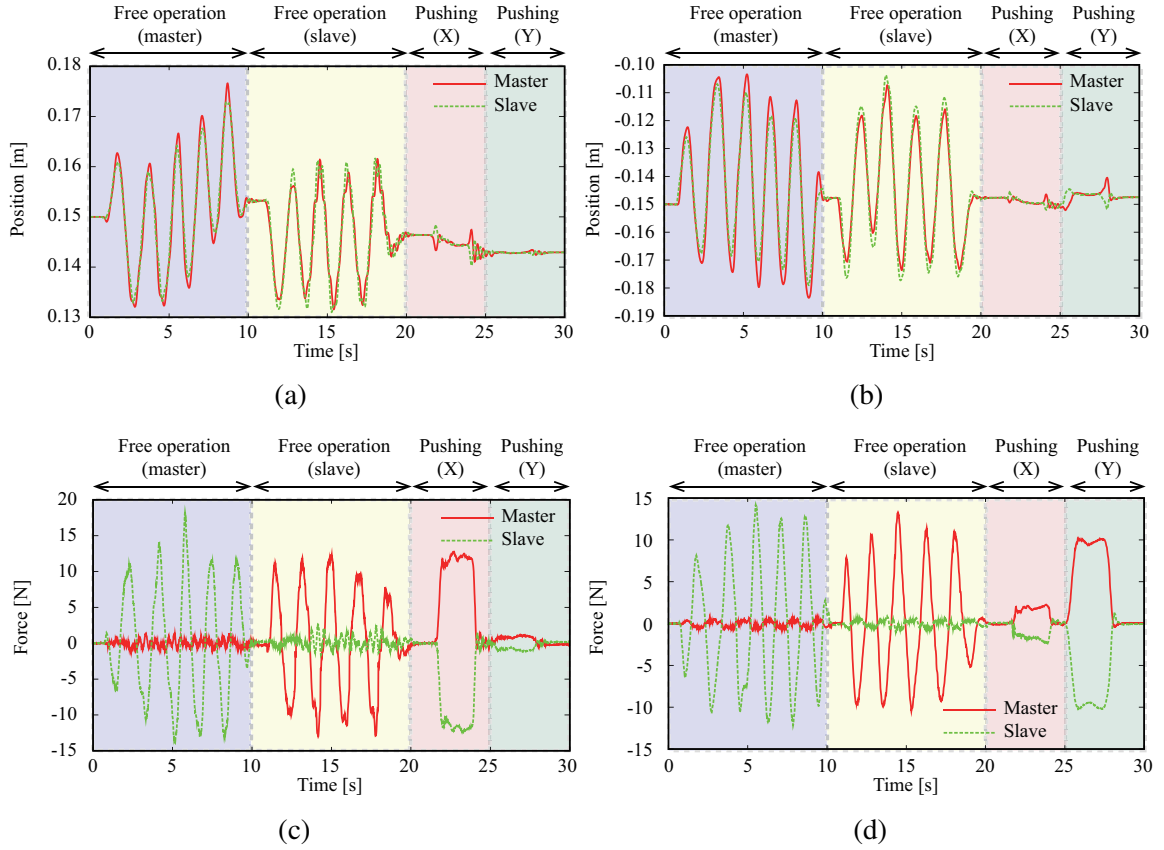 Free operation Free operation Pushing Pushing
(master) (slave) (X) (Y)
0.18
0.17
0.16
0.15
0.14
0.13
Position [m]
Master
Slave
0 5 10 15 20 25 30
Time [s]
(a)
Free operation Free operation Pushing Pushing
(master) (slave) (X) (Y)
-0.10
-0.11
-0.12
-0.13
-0.14
-0.15
-0.16
-0.17
-0.18
-0.19
Position [m]
Master
Slave
0 5 10 15 20 25 30
Time [s]
(b)
Free operation Free operation Pushing Pushing
(master) (slave) (X) (Y)
20
15
10
5
0
-5
-10
-15
Force [N]
Master
Slave
0 5 10 15 20 25 30
Time [s]
(c)
Free operation Free operation Pushing Pushing
(master) (slave) (X) (Y)
15
10
5
0
-5
-10
-15
Force [N]
Master
Slave
0 5 10 15 20 25 30
Time [s]
(d)